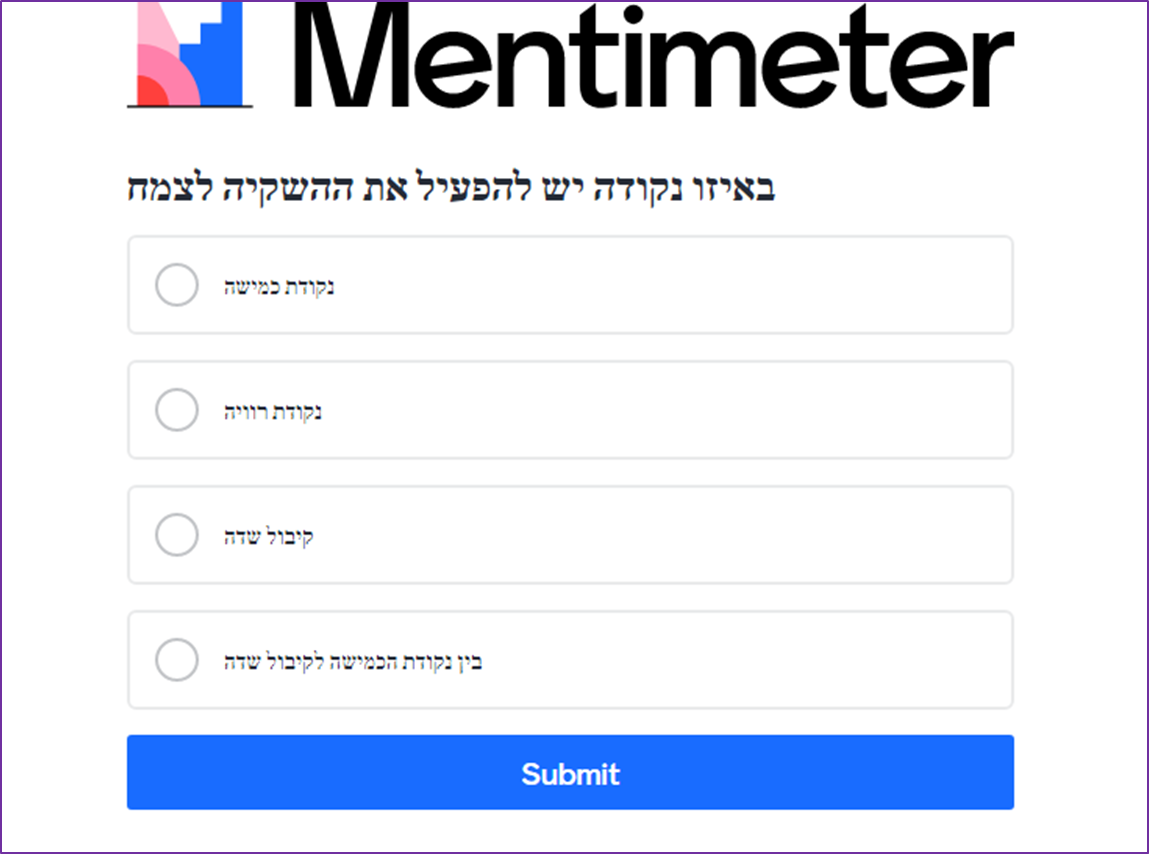 Mentimeter
באיזו נקודה יש להפעיל את ההשקיה לצמח
נקודת כמישה
נקודת רוויה
קיבול שדה
בין נקודת הכמישה לקיבול שדה
Submit